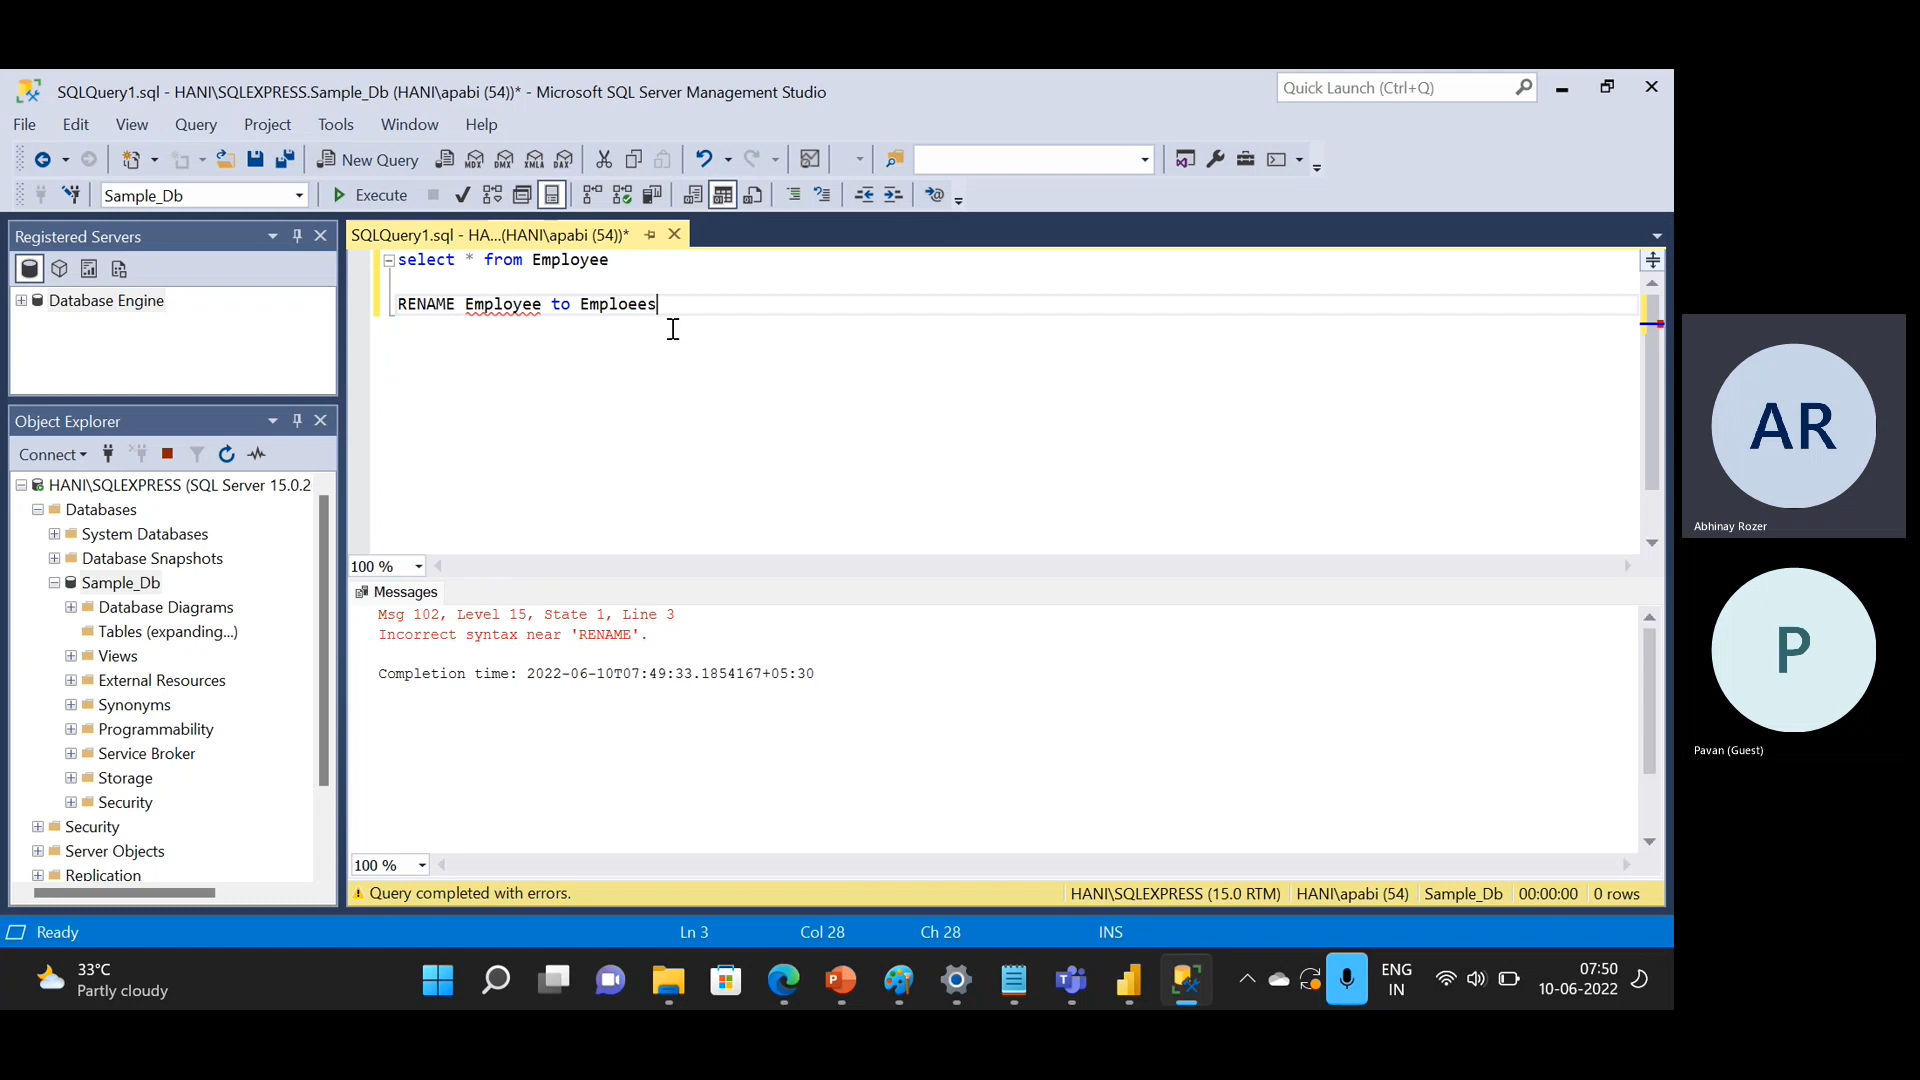 SQLQuery1.sql - HANI\SQLEXPRESS.Sample_Db (HANI\apabi (54))* - Microsoft SQL Server Management Studio
Quick Launch (Ctrl+Q)
File Edit View Query Project Tools Window Help
New Query MDX DMX XMLA DAX
Sample_Db Execute
Registered Servers
SQLQuery1.sql - HA...(HANI\apabi (54))*
Database Engine
select * from Employee
RENAME Employee to Emploees
Object Explorer
Connect
HANI\SQLEXPRESS (SQL Server 15.0.2
Databases
System Databases
Database Snapshots
Sample_Db
Database Diagrams
Tables (expanding...)
Views
External Resources
Synonyms
Programmability
Service Broker
Storage
Security
Security
Server Objects
Replication
100 %
Messages
Msg 102, Level 15, State 1, Line 3
Incorrect syntax near 'RENAME'.
Completion time: 2022-06-10T07:49:33.1854167+05:30
100 %
Query completed with errors. HANI\SQLEXPRESS (15.0 RTM) HANI\apabi (54) Sample_Db 00:00:00 0 rows
Ready Ln 3 Col 28 Ch 28 INS
33°C
Partly cloudy
ENG
IN
07:50
10-06-2022
AR
Abhinay Rozer
P
Pavan (Guest)